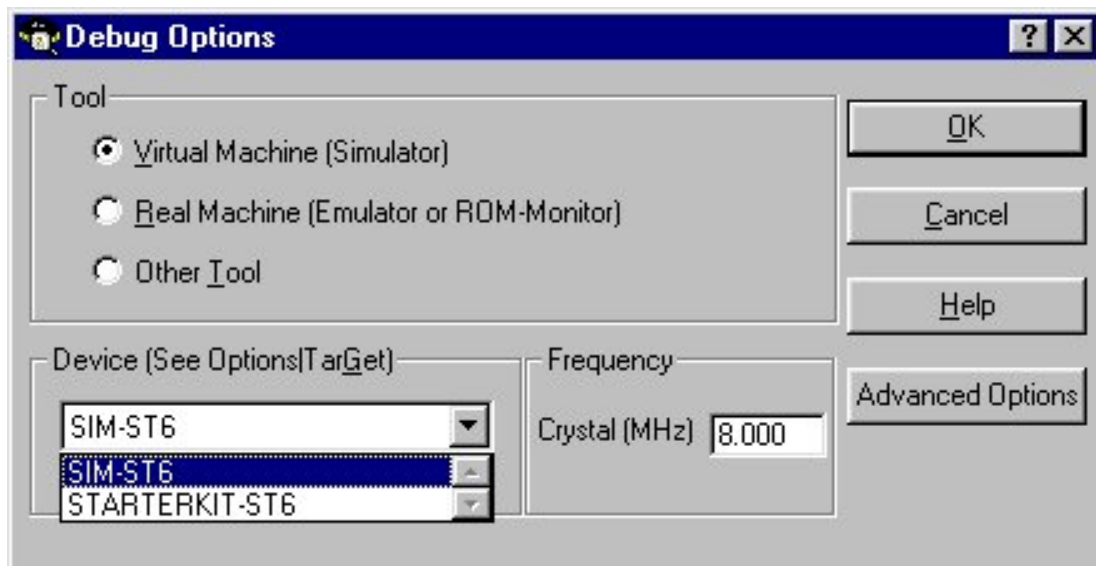 Debug Options
Tool
Virtual Machine (Simulator)
Real Machine (Emulator or ROM-Monitor)
Other Tool
OK
Cancel
Help
Advanced Options
Device (See Options|TarGet)
SIM-ST6
SIM-ST6
STARTERKIT-ST6
Frequency
Crystal (MHz) 8.000